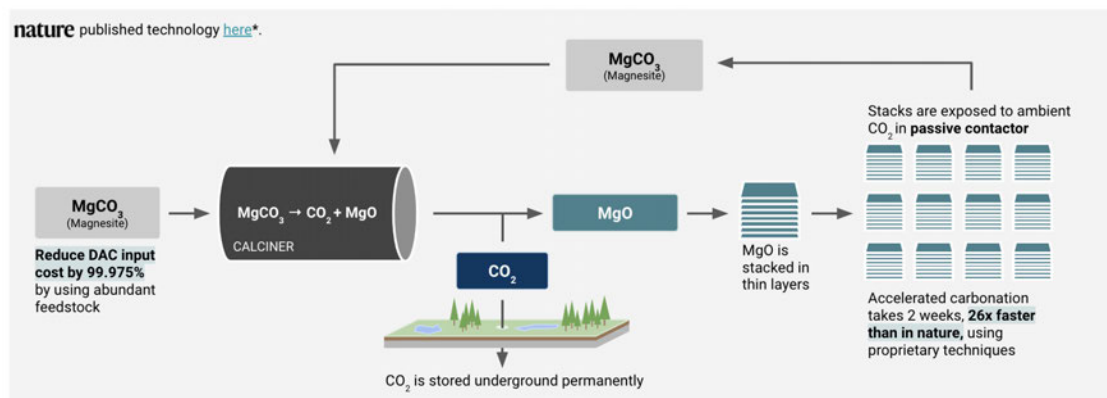 nature published technology here*.
MgCO₃
(Magnesite)
Stacks are exposed to ambient
CO₂ in passive contactor
MgCO₃
(Magnesite)
Reduce DAC input
cost by 99.975%
by using abundant
feedstock
MgCO₃ → CO₂ + MgO
CALCINER
MgO
CO₂
MgO is
stacked in
thin layers
Accelerated carbonation
takes 2 weeks, 26x faster
than in nature, using
proprietary techniques
CO₂ is stored underground permanently